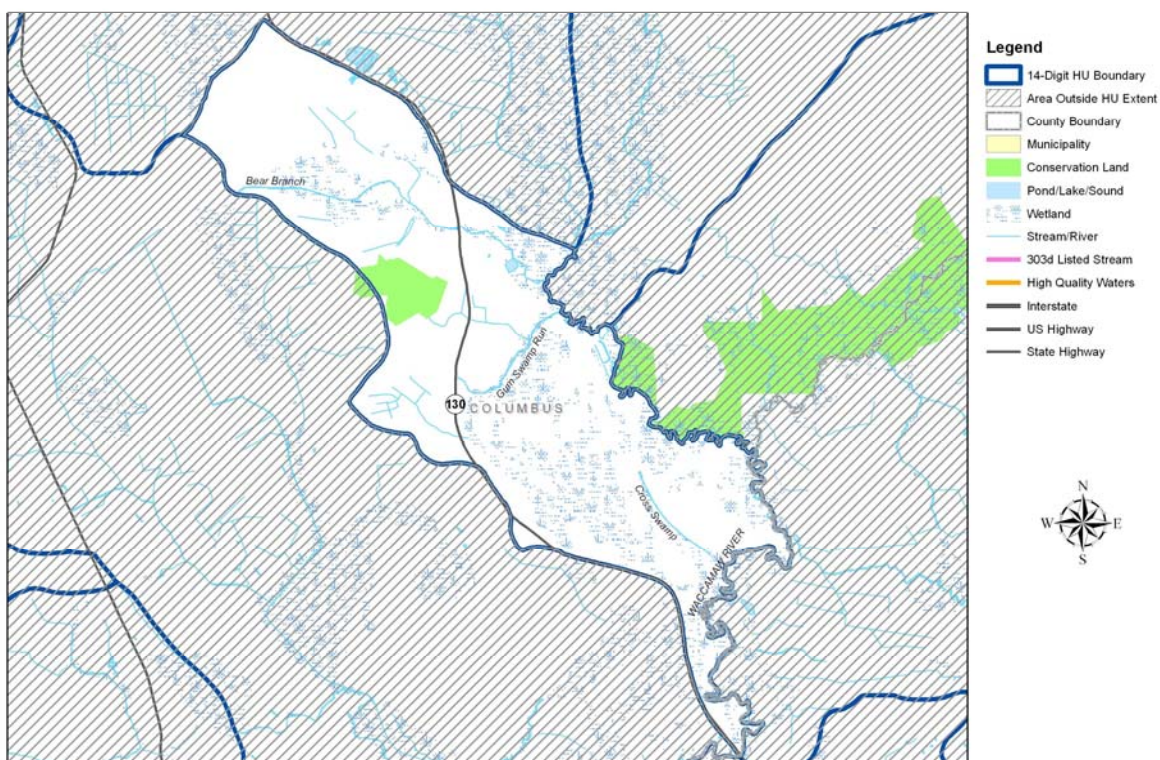 Bear Branch
Gum Swamp Run
130
COLUMBUS
Cross Swamp
WACCAMAW RIVER
Legend
14-Digit HU Boundary
Area Outside HU Extent
County Boundary
Municipality
Conservation Land
Pond/Lake/Sound
Wetland
Stream/River
303d Listed Stream
High Quality Waters
Interstate
US Highway
State Highway
N
W
E
S